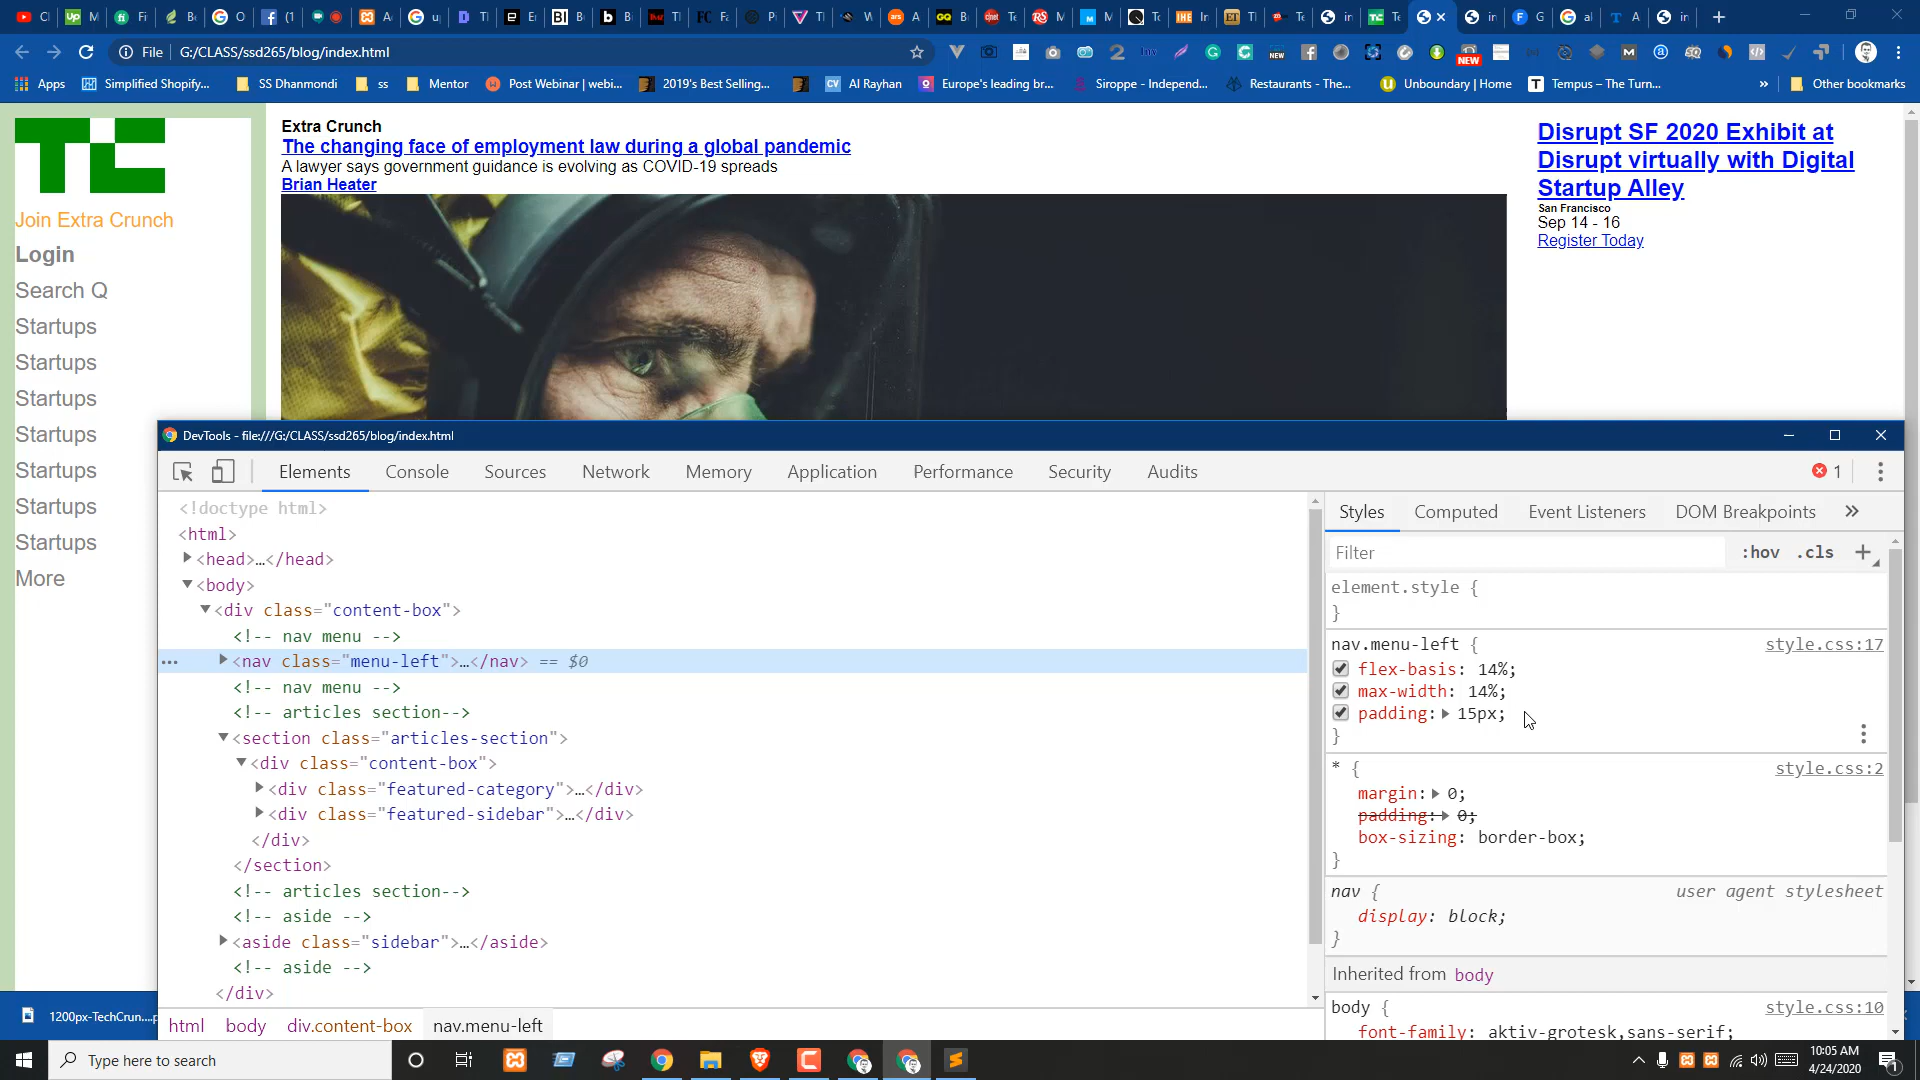 File | G:/CLASS/ssd265/blog/index.html
NEW
NEW
Apps
Simplified Shopify...
SS Dhanmondi
ss
Mentor
Post Webinar | webi...
2019's Best Selling...
CV Al Rayhan
Europe's leading br...
Siroppe - Independ...
Restaurants - The...
Unboundary | Home
Tempus – The Turn...
»
Other bookmarks
TC
Join Extra Crunch
Login
Search Q
Startups
Startups
Startups
Startups
Startups
Startups
Startups
More
Extra Crunch
The changing face of employment law during a global pandemic
A lawyer says government guidance is evolving as COVID-19 spreads
Brian Heater
Disrupt SF 2020 Exhibit at
Disrupt virtually with Digital
Startup Alley
San Francisco
Sep 14 - 16
Register Today
DevTools - file:///G:/CLASS/ssd265/blog/index.html
Elements Console Sources Network Memory Application Performance Security Audits
1
<!doctype html>
<html>
<head>…</head>
<body>
<div class="content-box">
<!-- nav menu -->
<nav class="menu-left">…</nav> == $0
<!-- nav menu -->
<!-- articles section-->
<section class="articles-section">
<div class="content-box">
<div class="featured-category">…</div>
<div class="featured-sidebar">…</div>
</div>
</section>
<!-- articles section-->
<!-- aside -->
<aside class="sidebar">…</aside>
<!-- aside -->
</div>
html body div.content-box nav.menu-left
Styles Computed Event Listeners DOM Breakpoints »
Filter :hov .cls +
element.style {
}
nav.menu-left { style.css:17
flex-basis: 14%;
max-width: 14%;
padding: 15px;
}
* { style.css:2
margin: 0;
padding: 0;
box-sizing: border-box;
}
nav { user agent stylesheet
display: block;
}
Inherited from body
body { style.css:10
font-family: aktiv-grotesk,sans-serif;
1200px-TechCrun....p
Type here to search
10:05 AM
4/24/2020
1